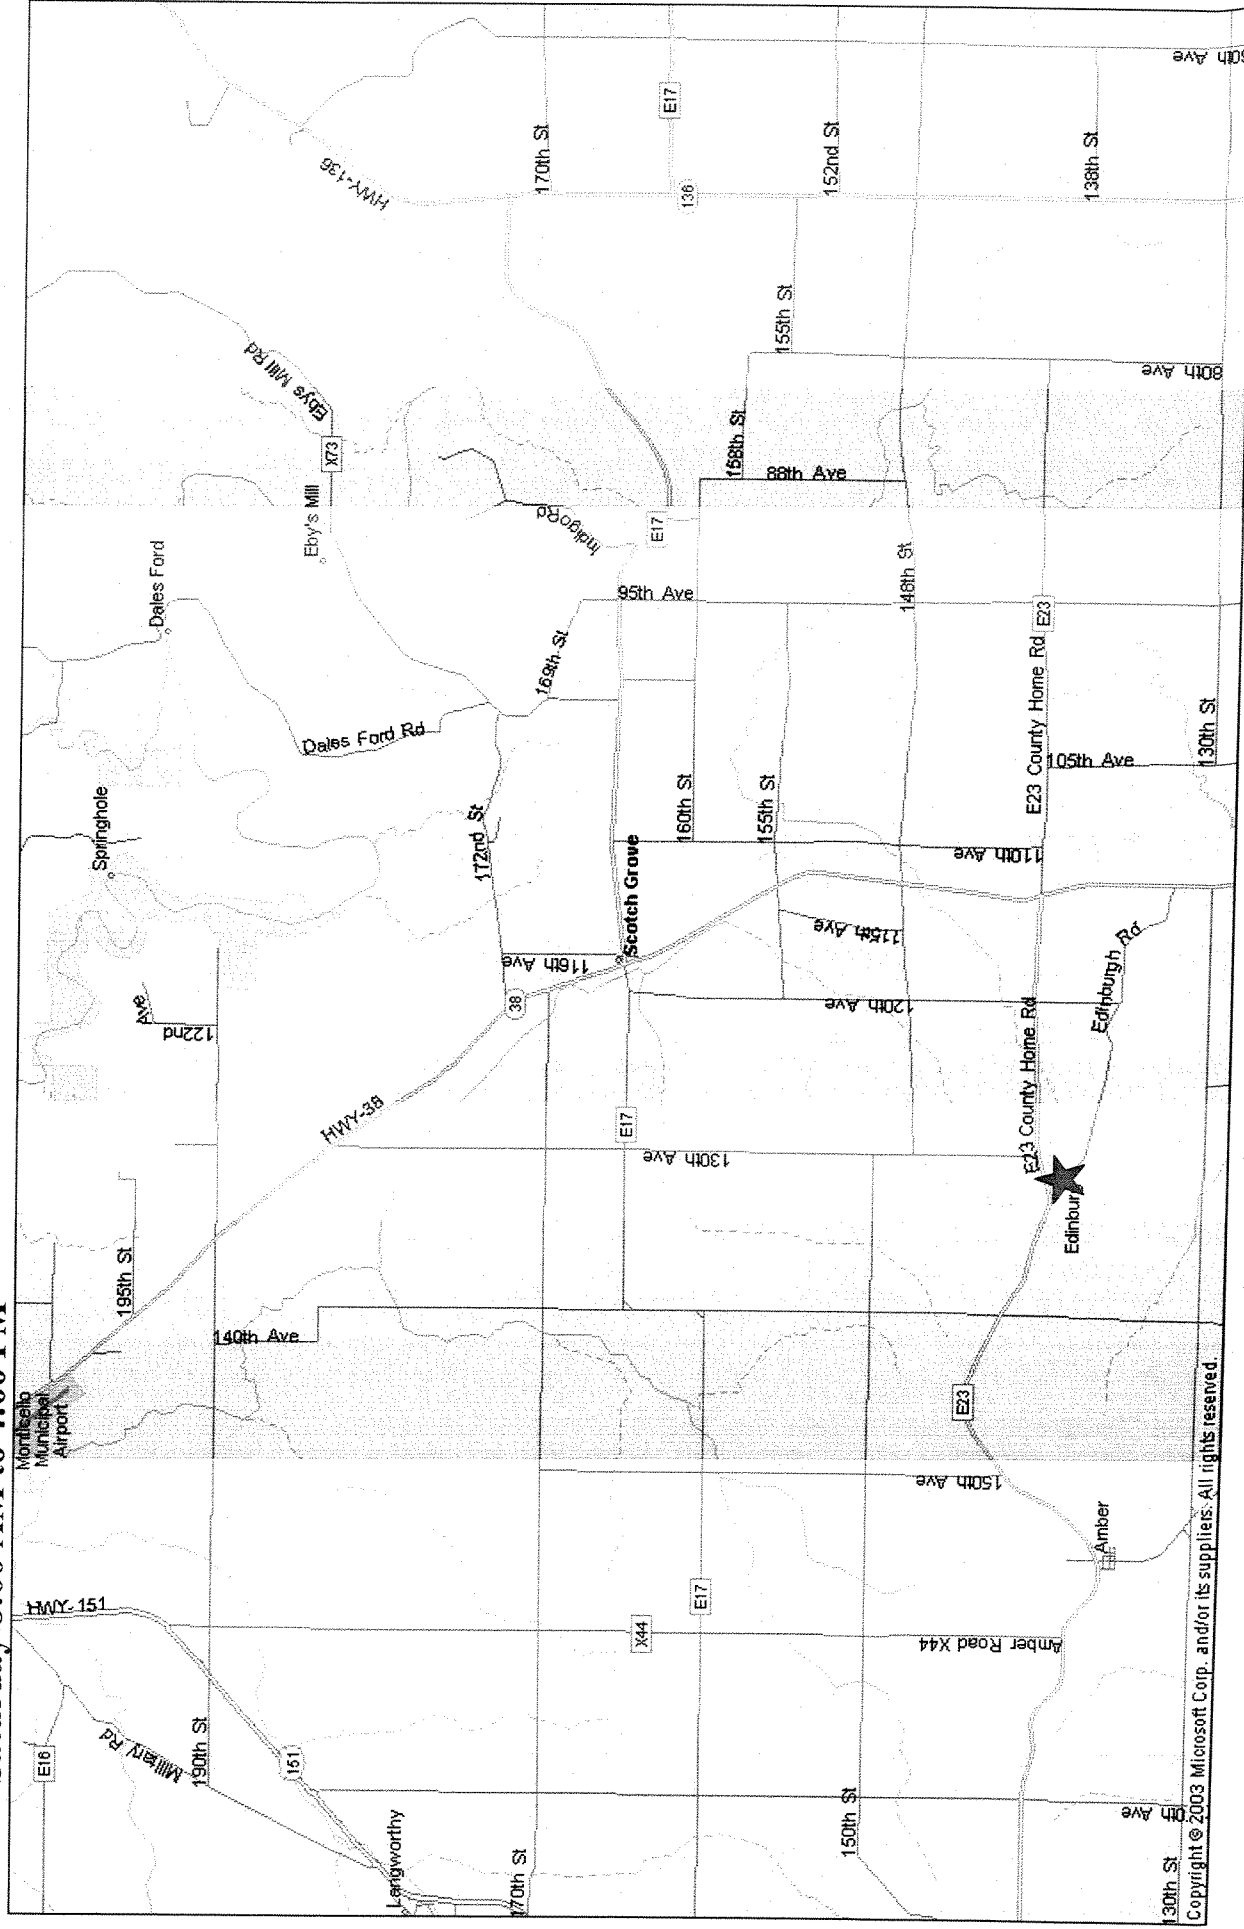 HWY-151
E16
Military Rd
190th St
151
Langworthy
170th St
Monticello
Municipal
Airport
195th St
140th Ave
HWY-38
122nd
Ave
Springhole
Dales Ford
Dales Ford Rd
Eby's Mill
X73
Ebys Mill Rd
HWY-136
172nd St
169th St
Indigo Rd
170th St
38
116th Ave
Scotch Grove
95th Ave
E17
E17
136
X44
E17
E17
130th Ave
160th St
155th St
158th St
88th Ave
155th St
152nd St
150th St
115th Ave
120th Ave
148th St
Amber Road X44
150th Ave
E23
110th Ave
E23 County Home Rd
E23 County Home Rd
E23
105th Ave
80th Ave
138th St
Amber
Edinbur
Edinburgh Rd
130th St
130th St
Copyright © 2003 Microsoft Corp. and/or its suppliers. All rights reserved.